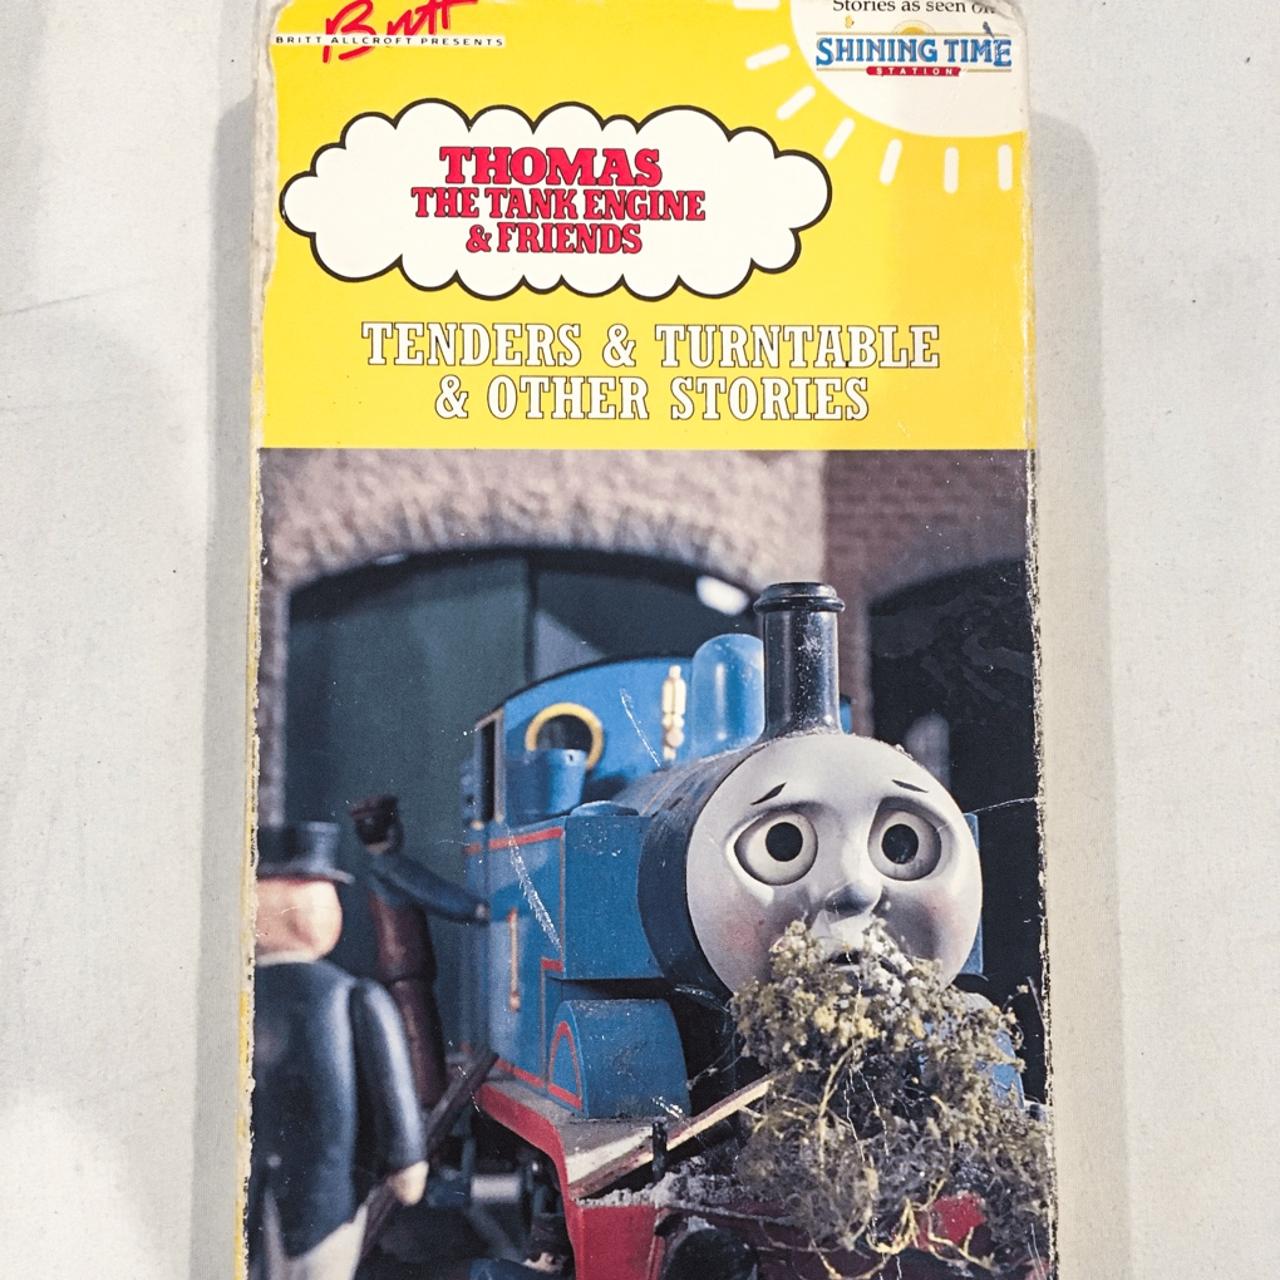 Britt
BRITT ALLCROFT PRESENTS
Stories as seen on
SHINING TIME
STATION
THOMAS
THE TANK ENGINE
& FRIENDS
TENDERS & TURNTABLE
& OTHER STORIES